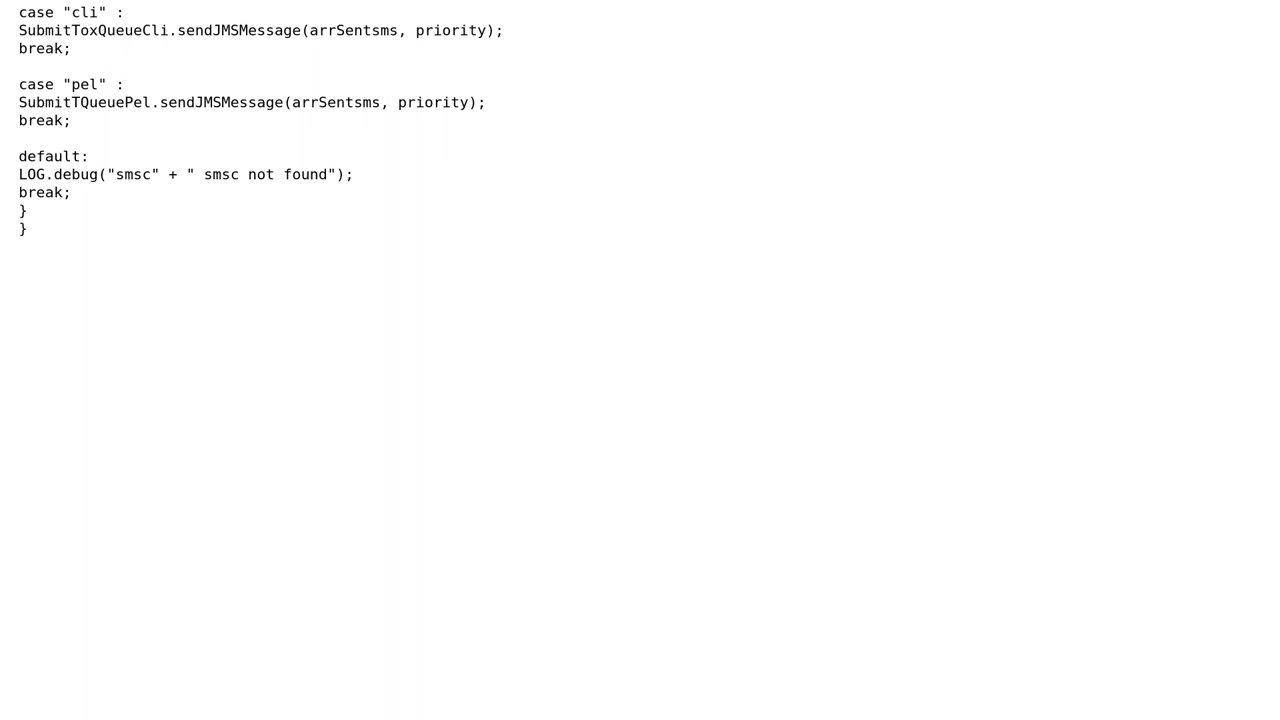 case "cli" :
SubmitToxQueueCli.sendJMSMessage(arrSentsms, priority);
break;

case "pel" :
SubmitTQueuePel.sendJMSMessage(arrSentsms, priority);
break;

default:
LOG.debug("smsc" + " smsc not found");
break;
}
}